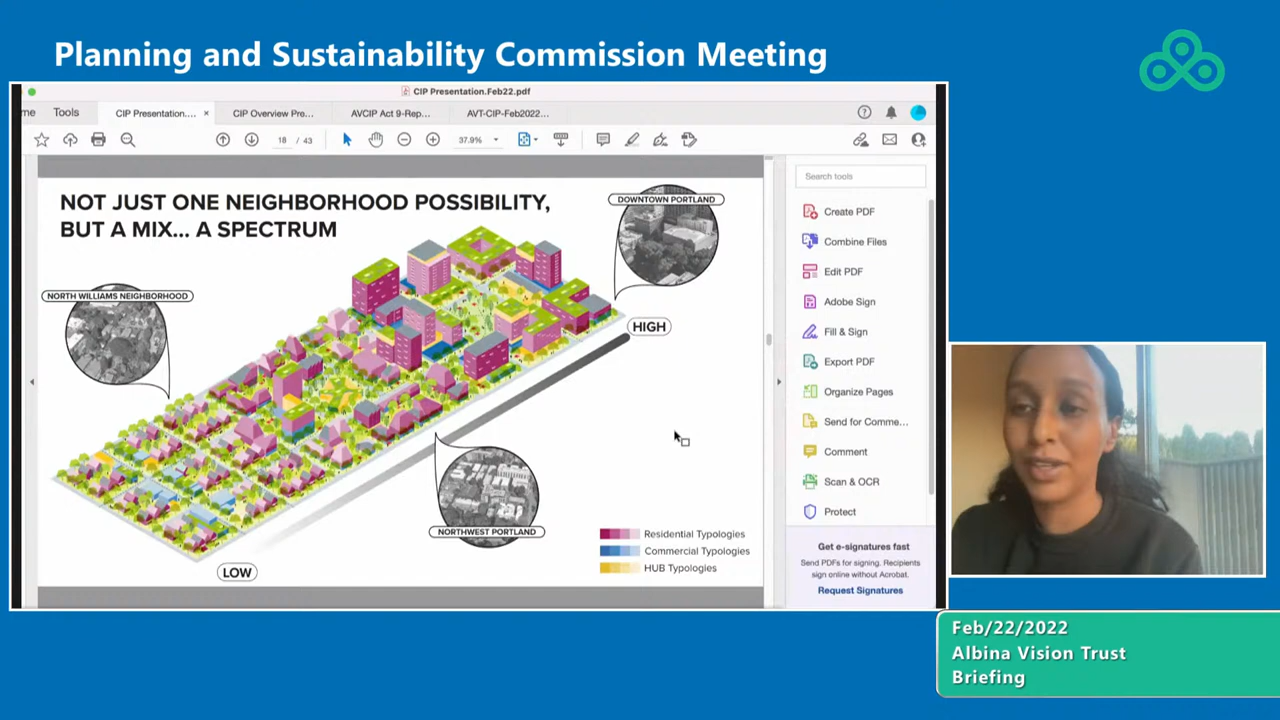 Planning and Sustainability Commission Meeting
CIP Presentation.Feb22.pdf
me
Tools
CIP Presentation....
×
CIP Overview Pre...
AVCIP Act 9-Rep...
AVT-CIP-Feb2022...
18 / 43
37.9%
NOT JUST ONE NEIGHBORHOOD POSSIBILITY,
BUT A MIX... A SPECTRUM
DOWNTOWN PORTLAND
NORTH WILLIAMS NEIGHBORHOOD
HIGH
NORTHWEST PORTLAND
LOW
Residential Typologies
Commercial Typologies
HUB Typologies
Search tools
Create PDF
Combine Files
Edit PDF
Adobe Sign
Fill & Sign
Export PDF
Organize Pages
Send for Comme...
Comment
Scan & OCR
Protect
Get e-signatures fast
Send PDFs for signing. Recipients
sign online without Acrobat.
Request Signatures
Feb/22/2022
Albina Vision Trust
Briefing